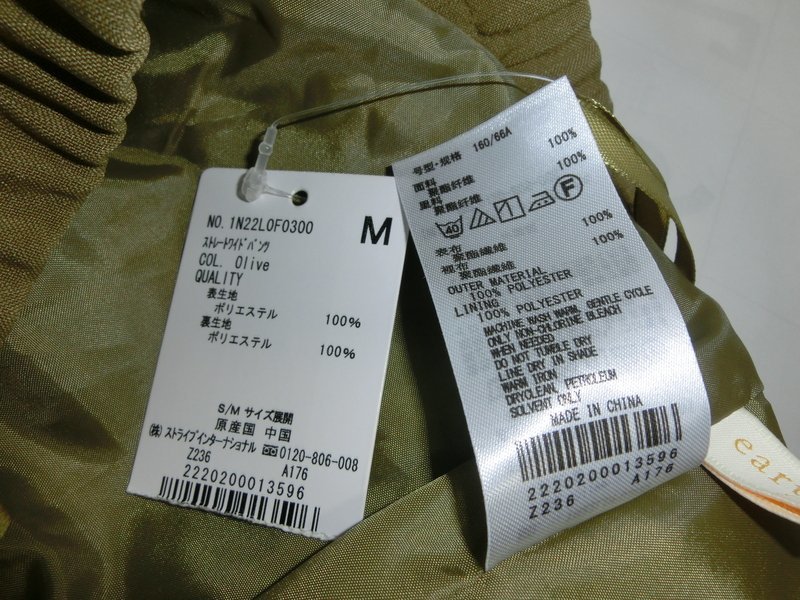 NO. 1N22L0F0300
M
ストレートワイドパンツ
COL. Olive
QUALITY
表生地
ポリエステル 100%
裏生地
ポリエステル 100%
S/M サイズ展開
原産国 中国
(株) ストライプインターナショナル ☎0120-806-008
Z236 A176
2220200013596
号型·规格 160/66A
面料 100%
聚酯纤维
里料 100%
聚酯纤维
40 1 F
表布 100%
聚酯纖維
裡布 100%
聚酯纖維
OUTER MATERIAL
100% POLYESTER
LINING
100% POLYESTER
MACHINE WASH WARM, GENTLE CYCLE
ONLY NON-CHLORINE BLEACH
WHEN NEEDED
DO NOT TUMBLE DRY
LINE DRY IN SHADE
WARM IRON
DRYCLEAN, PETROLEUM
SOLVENT ONLY
MADE IN CHINA
2220200013596
Z236 A176
eart